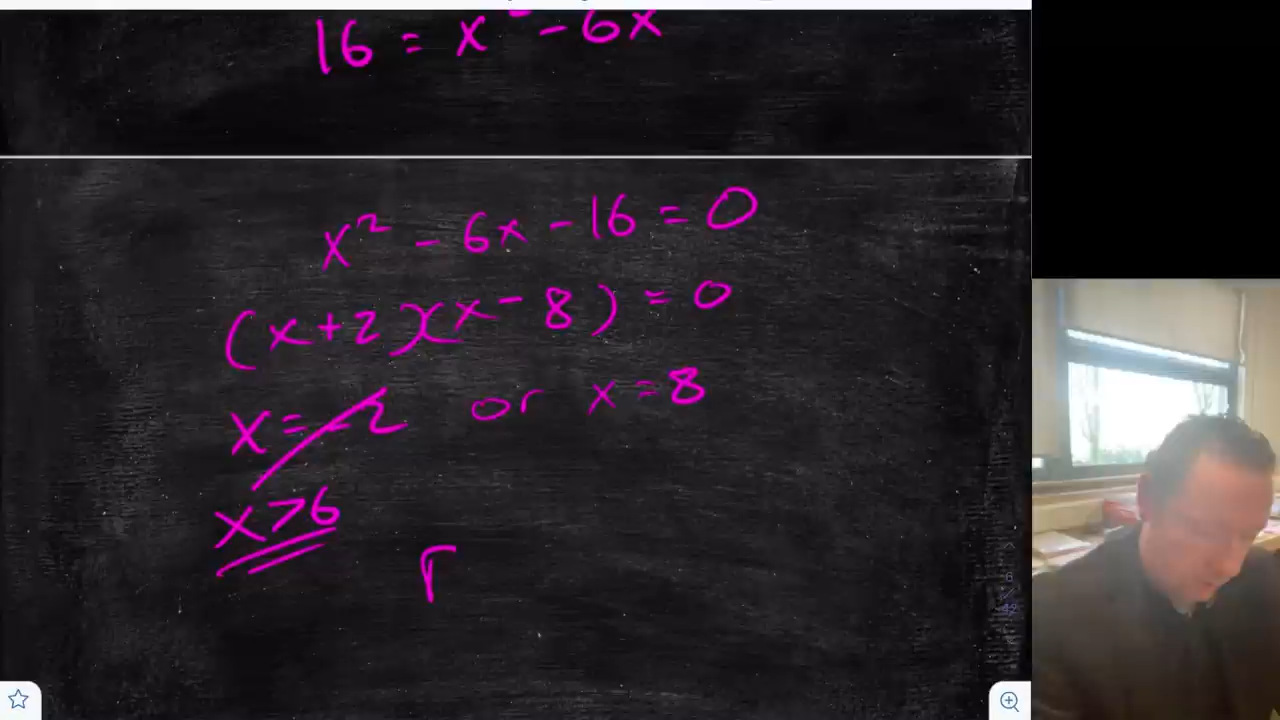 16 = x² - 6x
x² - 6x - 16 = 0
(x+2)(x-8) = 0
x = -2 or x = 8
x > 6